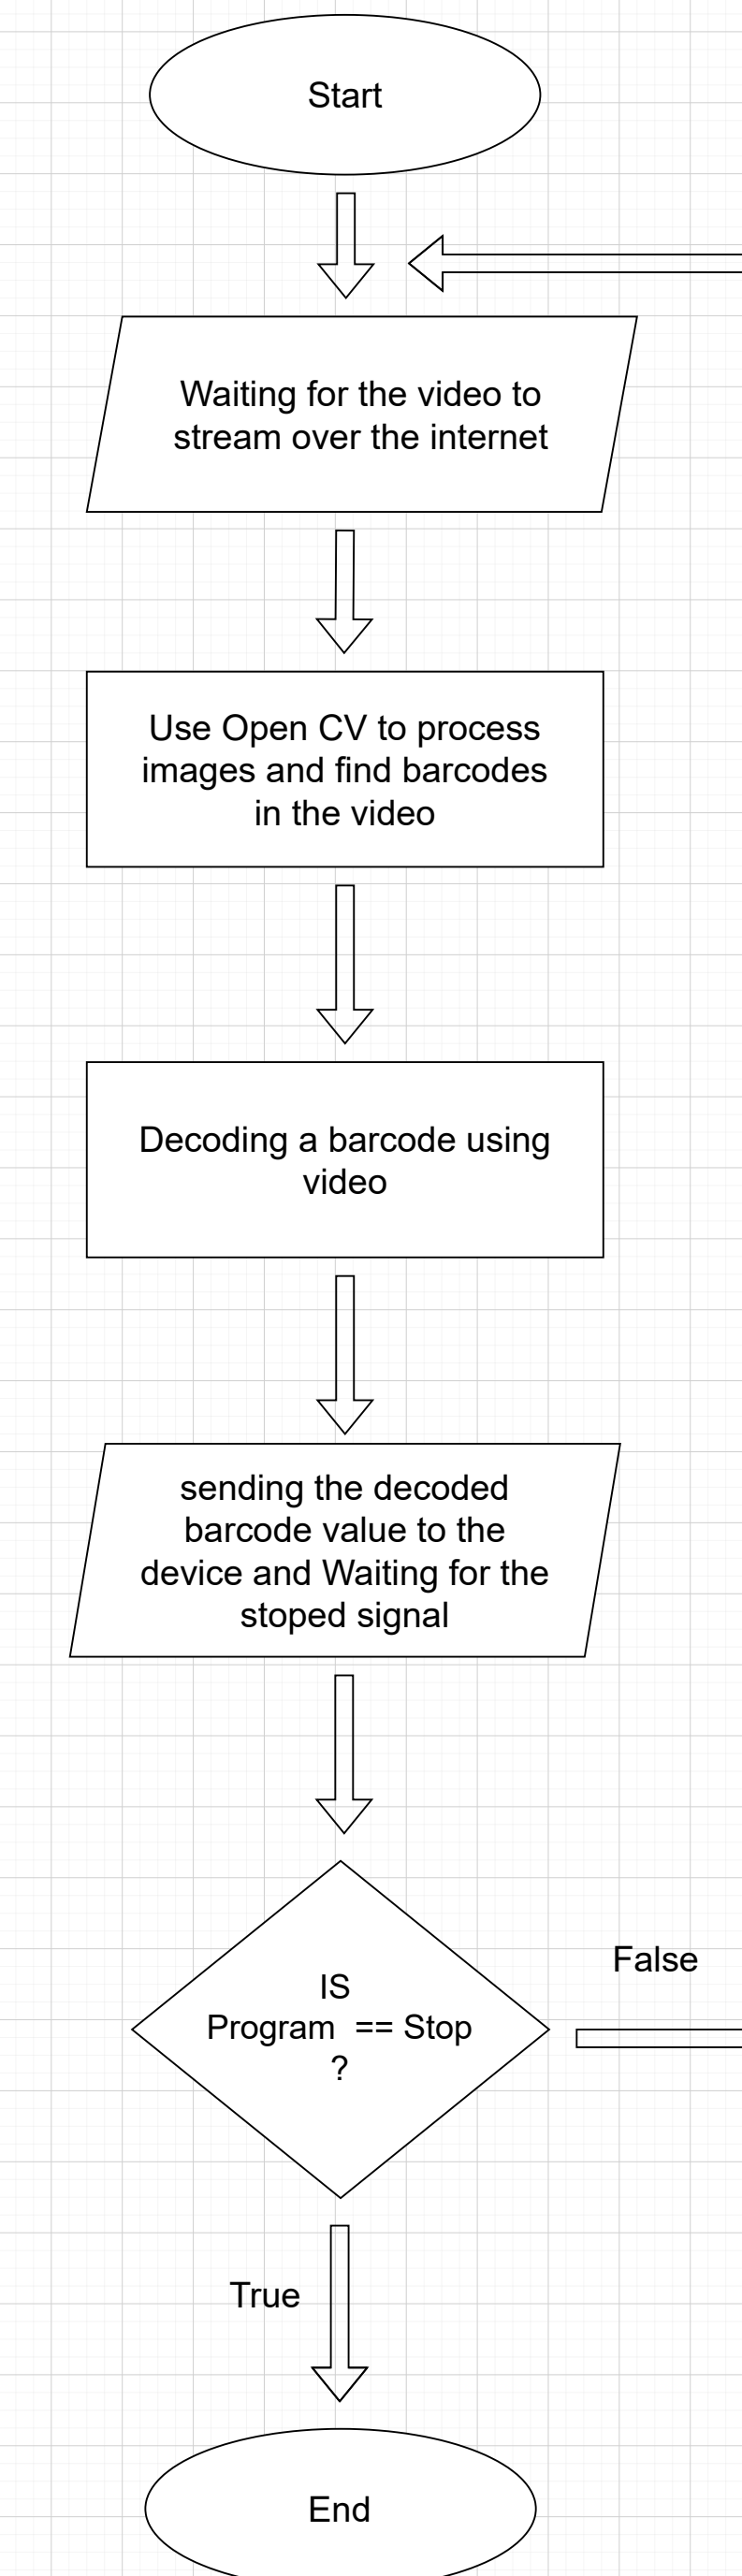 Start
Waiting for the video to
stream over the internet
Use Open CV to process
images and find barcodes
in the video
Decoding a barcode using
video
sending the decoded
barcode value to the
device and Waiting for the
stoped signal
IS
Program  == Stop
?
False
True
End